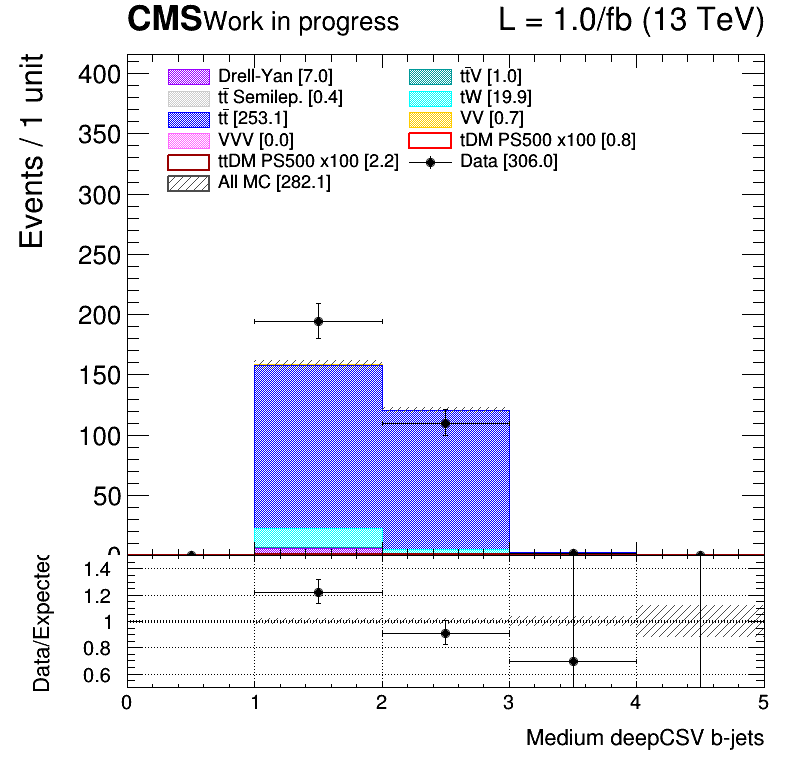 CMS Work in progress L = 1.0/fb (13 TeV)
Events / 1 unit
400
350
300
250
200
150
100
50
0
Drell-Yan [7.0]
tt̄ Semilep. [0.4]
tt̄ [253.1]
VVV [0.0]
ttDM PS500 x100 [2.2]
All MC [282.1]
tt̄V [1.0]
tW [19.9]
VV [0.7]
tDM PS500 x100 [0.8]
Data [306.0]
Data/Expected
1.4
1.2
1
0.8
0.6
0 1 2 3 4 5
Medium deepCSV b-jets